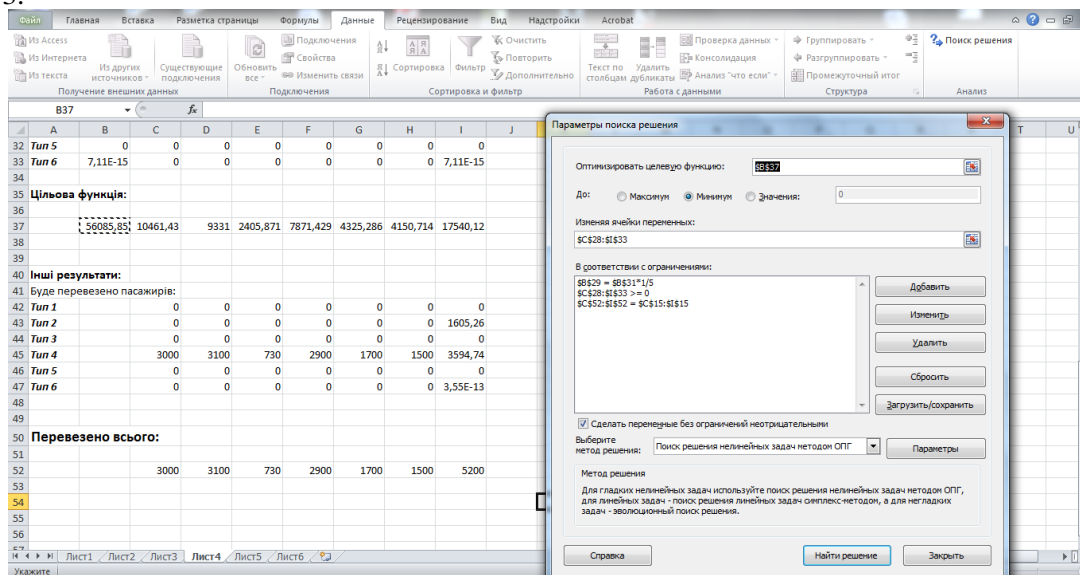 3.
Файл Главная Вставка Разметка страницы Формулы Данные Рецензирование Вид Надстройки Acrobat
Из Access
Из Интернета
Из текста
Из других источников
Существующие подключения
Получение внешних данных
Обновить все
Подключения
Свойства
Изменить связи
Подключения
А Я
Я А
Сортировка
Фильтр
Очистить
Повторить
Дополнительно
Сортировка и фильтр
Текст по столбцам
Удалить дубликаты
Проверка данных
Консолидация
Анализ "что если"
Работа с данными
Группировать
Разгруппировать
Промежуточный итог
Структура
Поиск решения
Анализ
B37 fx
A B C D E F G H I J T U
32 Тип 5 0 0 0 0 0 0 0 0
33 Тип 6 7,11E-15 0 0 0 0 0 0 7,11E-15
34
35 Цільова функція:
36
37 56085,85 10461,43 9331 2405,871 7871,429 4325,286 4150,714 17540,12
38
39
40 Інші результати:
41 Буде перевезено пасажирів:
42 Тип 1 0 0 0 0 0 0 0
43 Тип 2 0 0 0 0 0 0 1605,26
44 Тип 3 0 0 0 0 0 0 0
45 Тип 4 3000 3100 730 2900 1700 1500 3594,74
46 Тип 5 0 0 0 0 0 0 0
47 Тип 6 0 0 0 0 0 0 3,55E-13
48
49
50 Перевезено всього:
51
52 3000 3100 730 2900 1700 1500 5200
53
54
55
56
57
Лист1 Лист2 Лист3 Лист4 Лист5 Лист6
Укажите
Параметры поиска решения
Оптимизировать целевую функцию: $B$37
До: Максимум Минимум Значения: 0
Изменяя ячейки переменных:
$C$28:$I$33
В соответствии с ограничениями:
$B$29 = $B$31*1/5
$C$28:$I$33 >= 0
$C$52:$I$52 = $C$15:$I$15
Добавить
Изменить
Удалить
Сбросить
Загрузить/сохранить
Сделать переменные без ограничений неотрицательными
Выберите метод решения: Поиск решения нелинейных задач методом ОПГ
Параметры
Метод решения
Для гладких нелинейных задач используйте поиск решения нелинейных задач методом ОПГ,
для линейных задач - поиск решения линейных задач симплекс-методом, а для негладких
задач - эволюционный поиск решения.
Справка
Найти решение
Закрыть